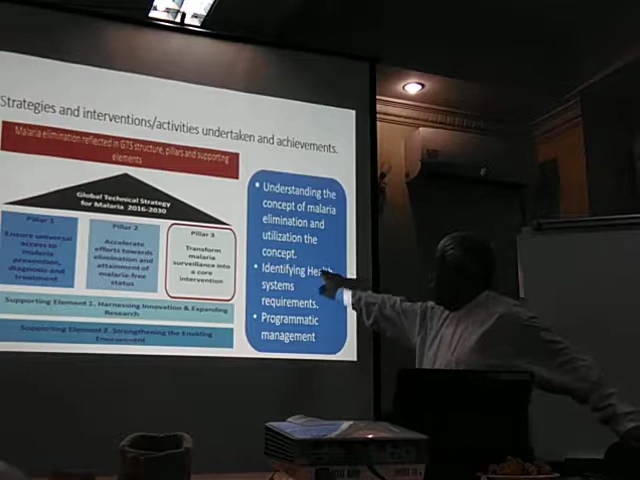 Strategies and interventions/activities undertaken and achievements.
Malaria elimination reflected in GTS structure, pillars and supporting
elements
Global Technical Strategy
for Malaria 2016-2030
Pillar 1
Ensure universal
access to
malaria
prevention,
diagnosis and
treatment
Pillar 2
Accelerate
efforts towards
elimination and
attainment of
malaria-free
status
Pillar 3
Transform
malaria
surveillance into
a core
intervention
Supporting Element 1. Harnessing Innovation & Expanding
Research
Supporting Element 2. Strengthening the Enabling
Environment
• Understanding the
concept of malaria
elimination and
utilization the
concept.
• Identifying Health
systems
requirements.
• Programmatic
management